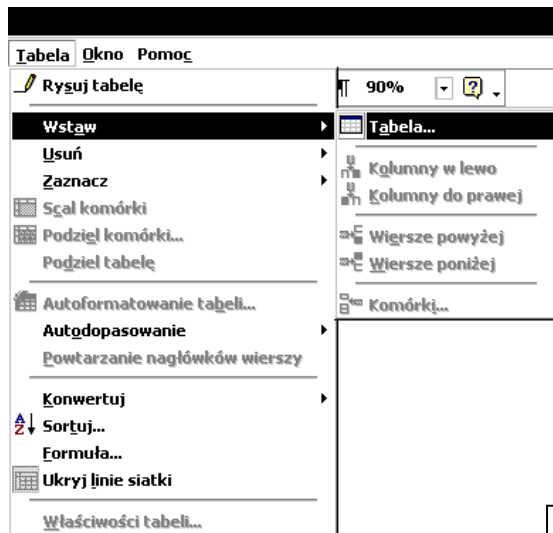 Tabela Okno Pomoc
Rysuj tabelę
¶ 90%
Wstaw
Tabela...
Usuń
Kolumny w lewo
Zaznacz
Kolumny do prawej
Scal komórki
Podziel komórki...
Wiersze powyżej
Podziel tabelę
Wiersze poniżej
Autoformatowanie tabeli...
Komórki...
Autodopasowanie
Powtarzanie nagłówków wierszy
Konwertuj
Sortuj...
Formuła...
Ukryj linie siatki
Właściwości tabeli...